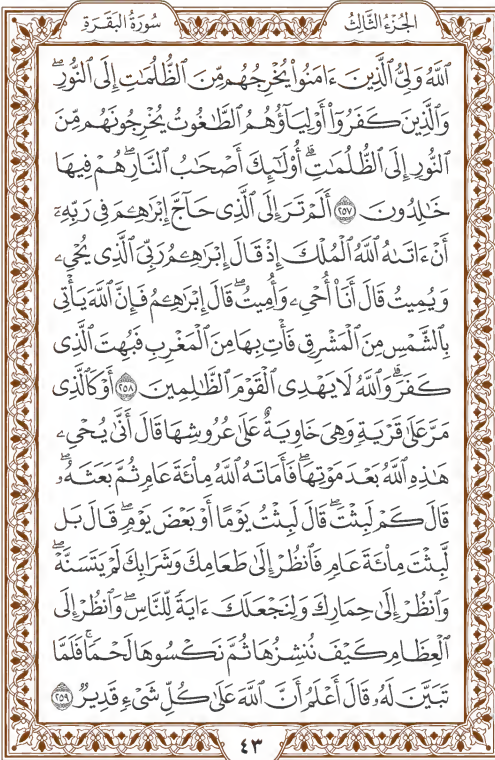 الجزء الثالث
سورة البقرة
ٱللَّهُ وَلِىُّ ٱلَّذِينَ ءَامَنُوا۟ يُخْرِجُهُم مِّنَ ٱلظُّلُمَٰتِ إِلَى ٱلنُّورِۖ
وَٱلَّذِينَ كَفَرُوٓا۟ أَوْلِيَآؤُهُمُ ٱلطَّٰغُوتُ يُخْرِجُونَهُم مِّنَ
ٱلنُّورِ إِلَى ٱلظُّلُمَٰتِۗ أُو۟لَٰٓئِكَ أَصْحَٰبُ ٱلنَّارِۖ هُمْ فِيهَا
خَٰلِدُونَ ٢٥٧ أَلَمْ تَرَ إِلَى ٱلَّذِى حَآجَّ إِبْرَٰهِۦمَ فِى رَبِّهِۦٓ
أَنْ ءَاتَىٰهُ ٱللَّهُ ٱلْمُلْكَ إِذْ قَالَ إِبْرَٰهِۦمُ رَبِّىَ ٱلَّذِى يُحْىِۦ
وَيُمِيتُ قَالَ أَنَا۠ أُحْىِۦ وَأُمِيتُۖ قَالَ إِبْرَٰهِۦمُ فَإِنَّ ٱللَّهَ يَأْتِى
بِٱلشَّمْسِ مِنَ ٱلْمَشْرِقِ فَأْتِ بِهَا مِنَ ٱلْمَغْرِبِ فَبُهِتَ ٱلَّذِى
كَفَرَۗ وَٱللَّهُ لَا يَهْدِى ٱلْقَوْمَ ٱلظَّٰلِمِينَ ٢٥٨ أَوْ كَٱلَّذِى
مَرَّ عَلَىٰ قَرْيَةٍ وَهِىَ خَاوِيَةٌ عَلَىٰ عُرُوشِهَا قَالَ أَنَّىٰ يُحْىِۦ
هَٰذِهِ ٱللَّهُ بَعْدَ مَوْتِهَاۖ فَأَمَاتَهُ ٱللَّهُ مِا۟ئَةَ عَامٍ ثُمَّ بَعَثَهُۥۖ
قَالَ كَمْ لَبِثْتَۖ قَالَ لَبِثْتُ يَوْمًا أَوْ بَعْضَ يَوْمٍۖ قَالَ بَل
لَّبِثْتَ مِا۟ئَةَ عَامٍ فَٱنظُرْ إِلَىٰ طَعَامِكَ وَشَرَابِكَ لَمْ يَتَسَنَّهْۖ
وَٱنظُرْ إِلَىٰ حِمَارِكَ وَلِنَجْعَلَكَ ءَايَةً لِّلنَّاسِۖ وَٱنظُرْ إِلَى
ٱلْعِظَامِ كَيْفَ نُنشِزُهَا ثُمَّ نَكْسُوهَا لَحْمًاۚ فَلَمَّا
تَبَيَّنَ لَهُۥ قَالَ أَعْلَمُ أَنَّ ٱللَّهَ عَلَىٰ كُلِّ شَىْءٍ قَدِيرٌ ٢٥٩
٤٣